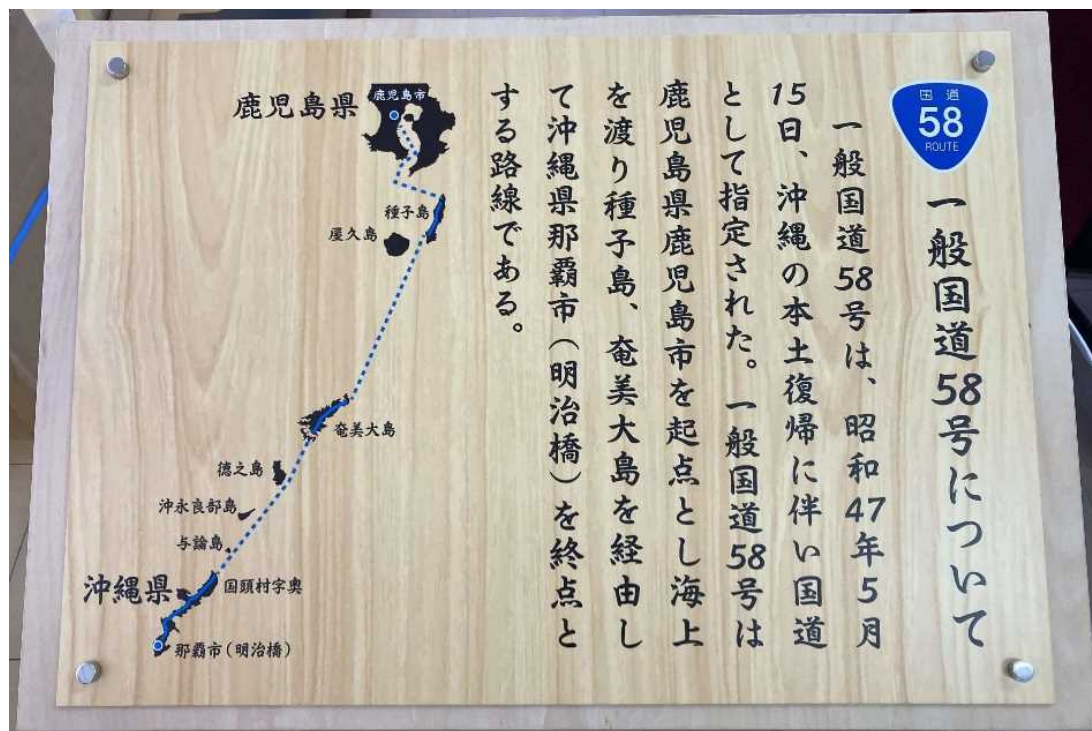 国道
58
ROUTE
一般国道58号について
一般国道58号は、昭和47年5月
15日、沖縄の本土復帰に伴い国道
として指定された。一般国道58号は
鹿児島県鹿児島市を起点とし海上
を渡り種子島、奄美大島を経由し
て沖縄県那覇市(明治橋)を終点と
する路線である。
鹿児島県
鹿児島市
種子島
屋久島
奄美大島
徳之島
沖永良部島
与論島
沖縄県
国頭村字奥
那覇市(明治橋)